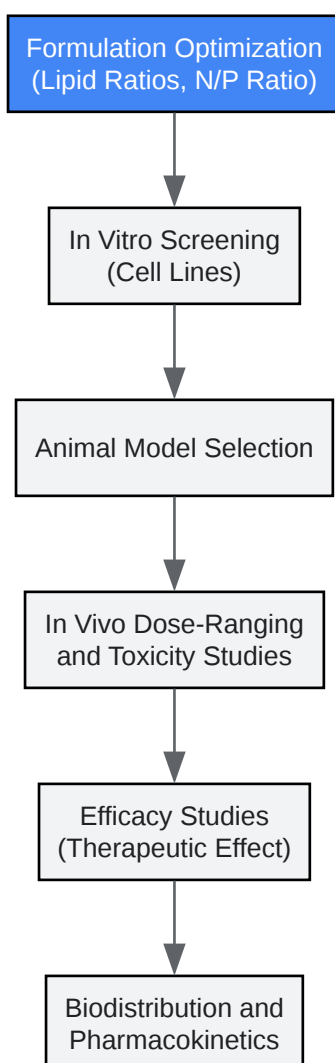 Formulation Optimization
(Lipid Ratios, N/P Ratio)
In Vitro Screening
(Cell Lines)
Animal Model Selection
In Vivo Dose-Ranging
and Toxicity Studies
Efficacy Studies
(Therapeutic Effect)
Biodistribution and
Pharmacokinetics